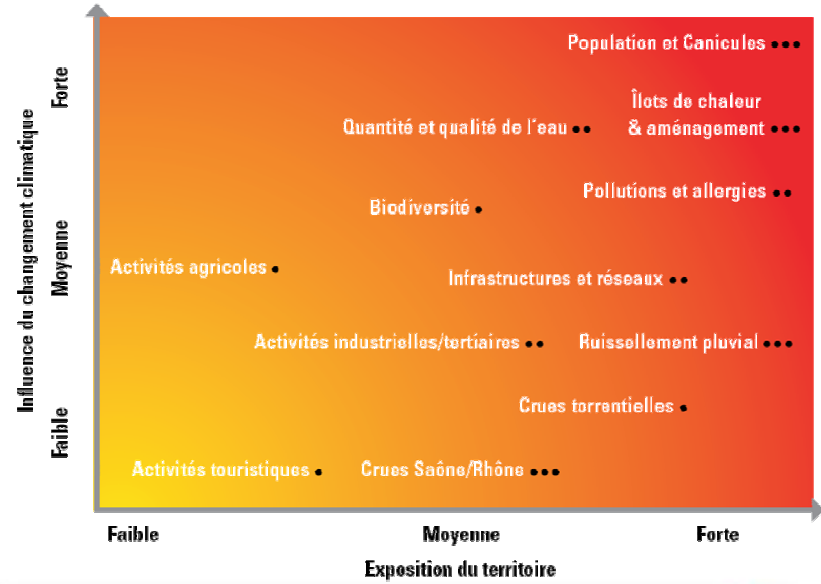 Population et Canicules •••
Îlots de chaleur
& aménagement •••
Quantité et qualité de l'eau ••
Pollutions et allergies ••
Biodiversité •
Activités agricoles •
Infrastructures et réseaux ••
Activités industrielles/tertiaires ••
Ruissellement pluvial •••
Crues torrentielles •
Activités touristiques •
Crues Saône/Rhône •••
Influence du changement climatique
Forte
Moyenne
Faible
Faible
Moyenne
Forte
Exposition du territoire